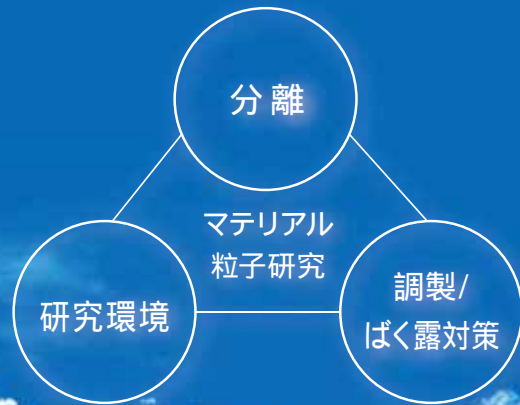 分離
マテリアル
粒子研究
研究環境
調製/
ばく露対策